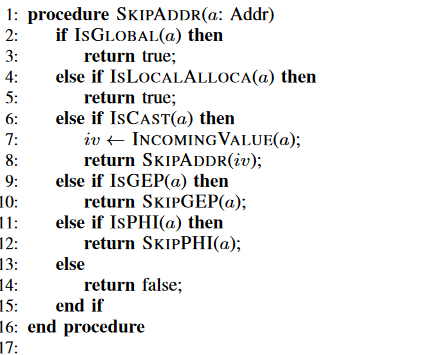 1: procedure SKIPADDR(a: Addr)
2: if ISGLOBAL(a) then
3: return true;
4: else if ISLOCALALLOCA(a) then
5: return true;
6: else if ISCAST(a) then
7: iv ← INCOMINGVALUE(a);
8: return SKIPADDR(iv);
9: else if ISGEP(a) then
10: return SKIPGEP(a);
11: else if ISPHI(a) then
12: return SKIPPHI(a);
13: else
14: return false;
15: end if
16: end procedure
17: